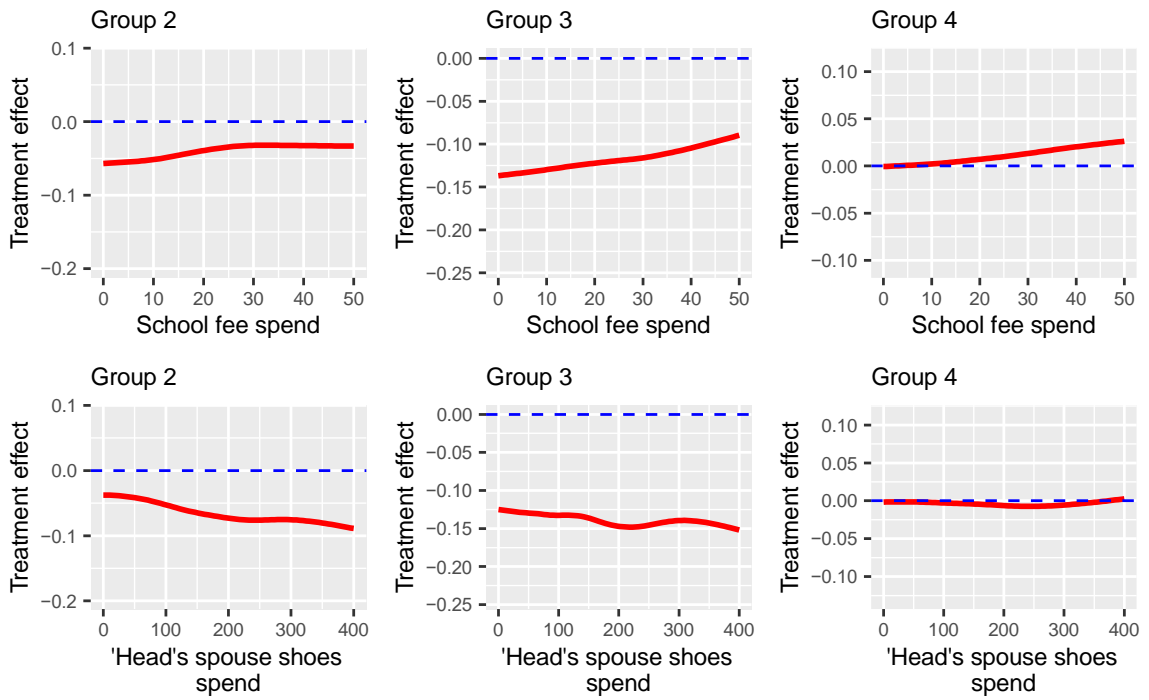 Group 2
Group 3
Group 4
Treatment effect
0.1
0.0
−0.1
−0.2
0 10 20 30 40 50
School fee spend
Treatment effect
0.00
−0.05
−0.10
−0.15
−0.20
−0.25
0 10 20 30 40 50
School fee spend
Treatment effect
0.10
0.05
0.00
−0.05
−0.10
0 10 20 30 40 50
School fee spend
Group 2
Group 3
Group 4
Treatment effect
0.1
0.0
−0.1
−0.2
0 100 200 300 400
'Head's spouse shoes
spend
Treatment effect
0.00
−0.05
−0.10
−0.15
−0.20
−0.25
0 100 200 300 400
'Head's spouse shoes
spend
Treatment effect
0.10
0.05
0.00
−0.05
−0.10
0 100 200 300 400
'Head's spouse shoes
spend